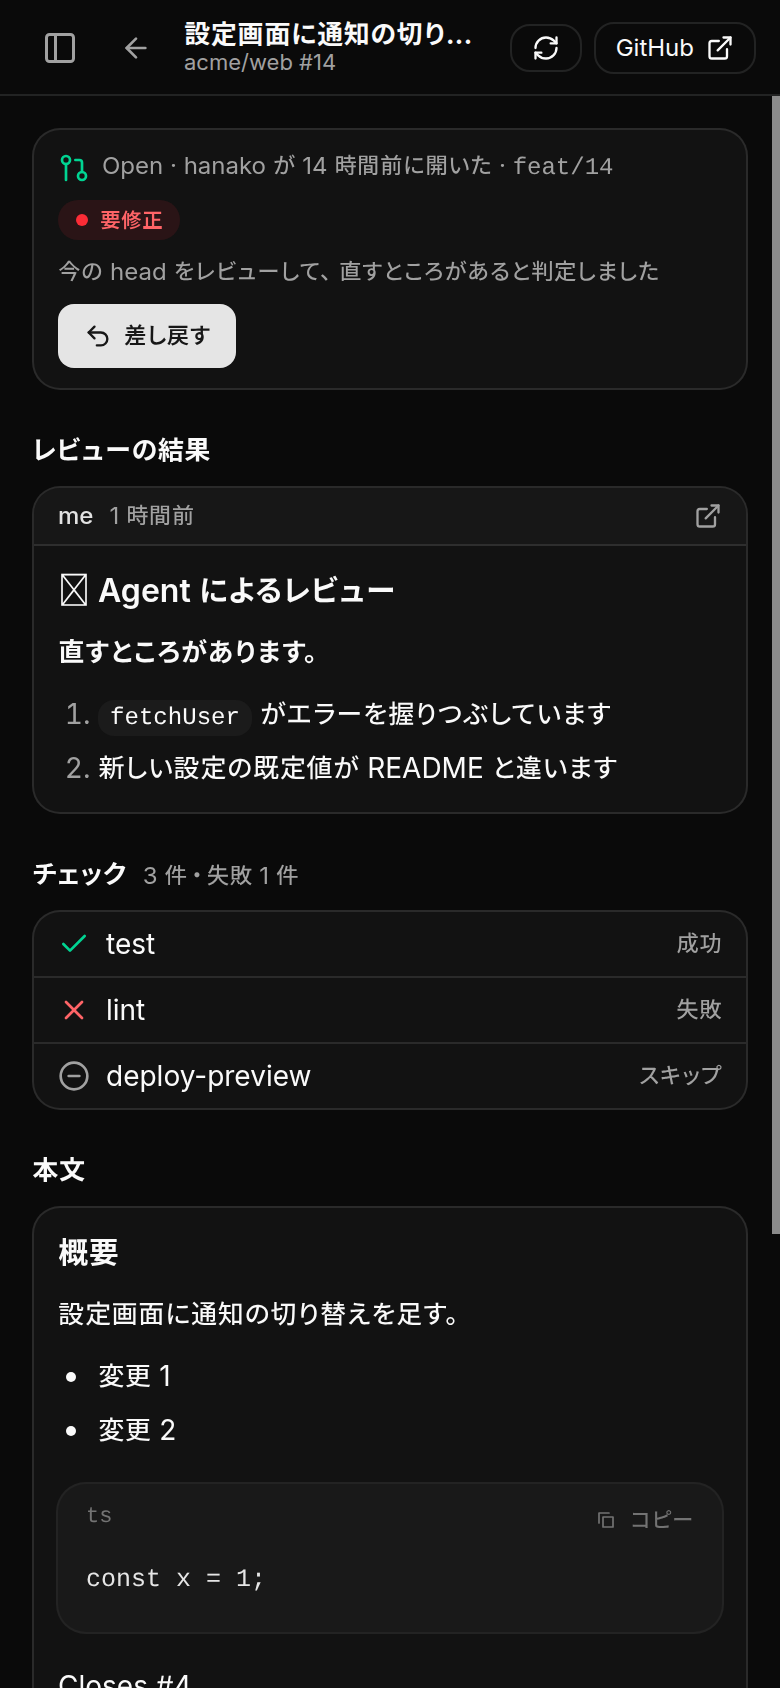 設定画面に通知の切り...
acme/web #14
GitHub
Open · hanako が 14 時間前に開いた · feat/14
要修正
今の head をレビューして、直すところがあると判定しました
差し戻す
レビューの結果
me 1 時間前
Agent によるレビュー
直すところがあります。
1. fetchUser がエラーを握りつぶしています
2. 新しい設定の既定値が README と違います
チェック 3 件 • 失敗 1 件
test 成功
lint 失敗
deploy-preview スキップ
本文
概要
設定画面に通知の切り替えを足す。
• 変更 1
• 変更 2
ts コピー
const x = 1;
Closes #4